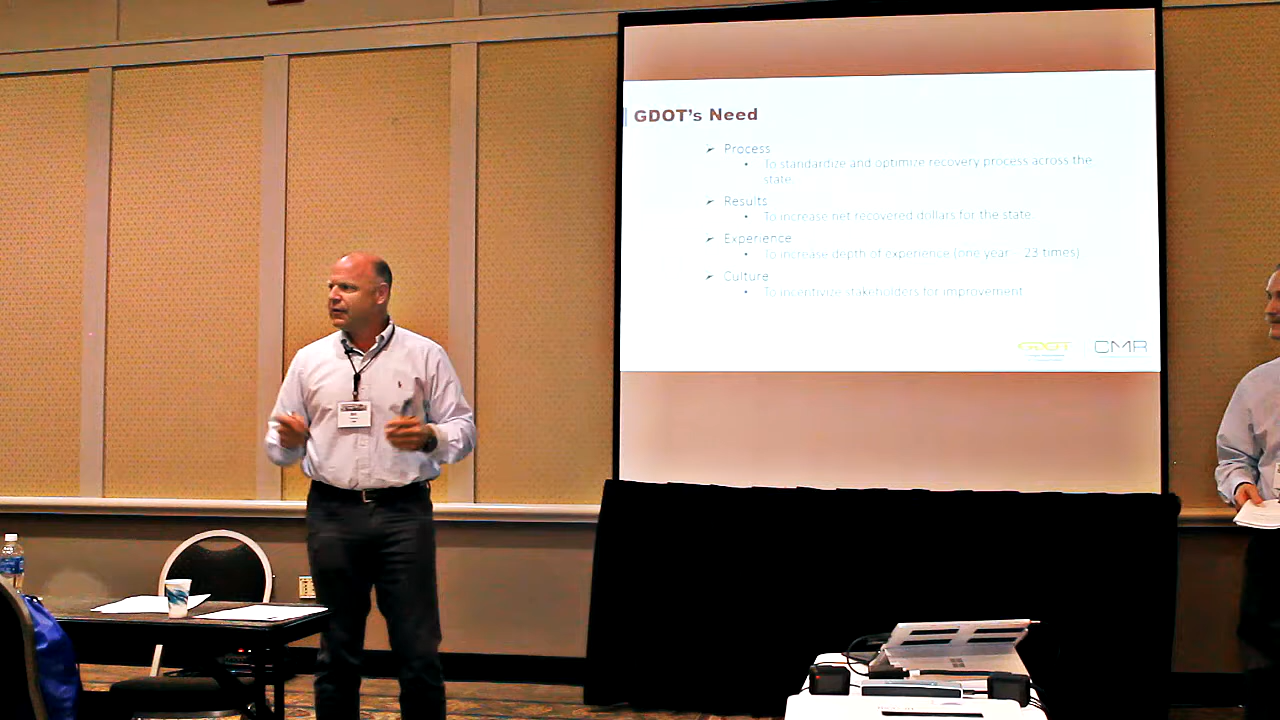 GDOT's Need
Process
To standardize and optimize recovery process across the
state.
Results
To increase net recovered dollars for the state
Experience
To increase depth of experience (one year - 23 times)
Culture
To incentivize stakeholders for improvement
GDOT CMR